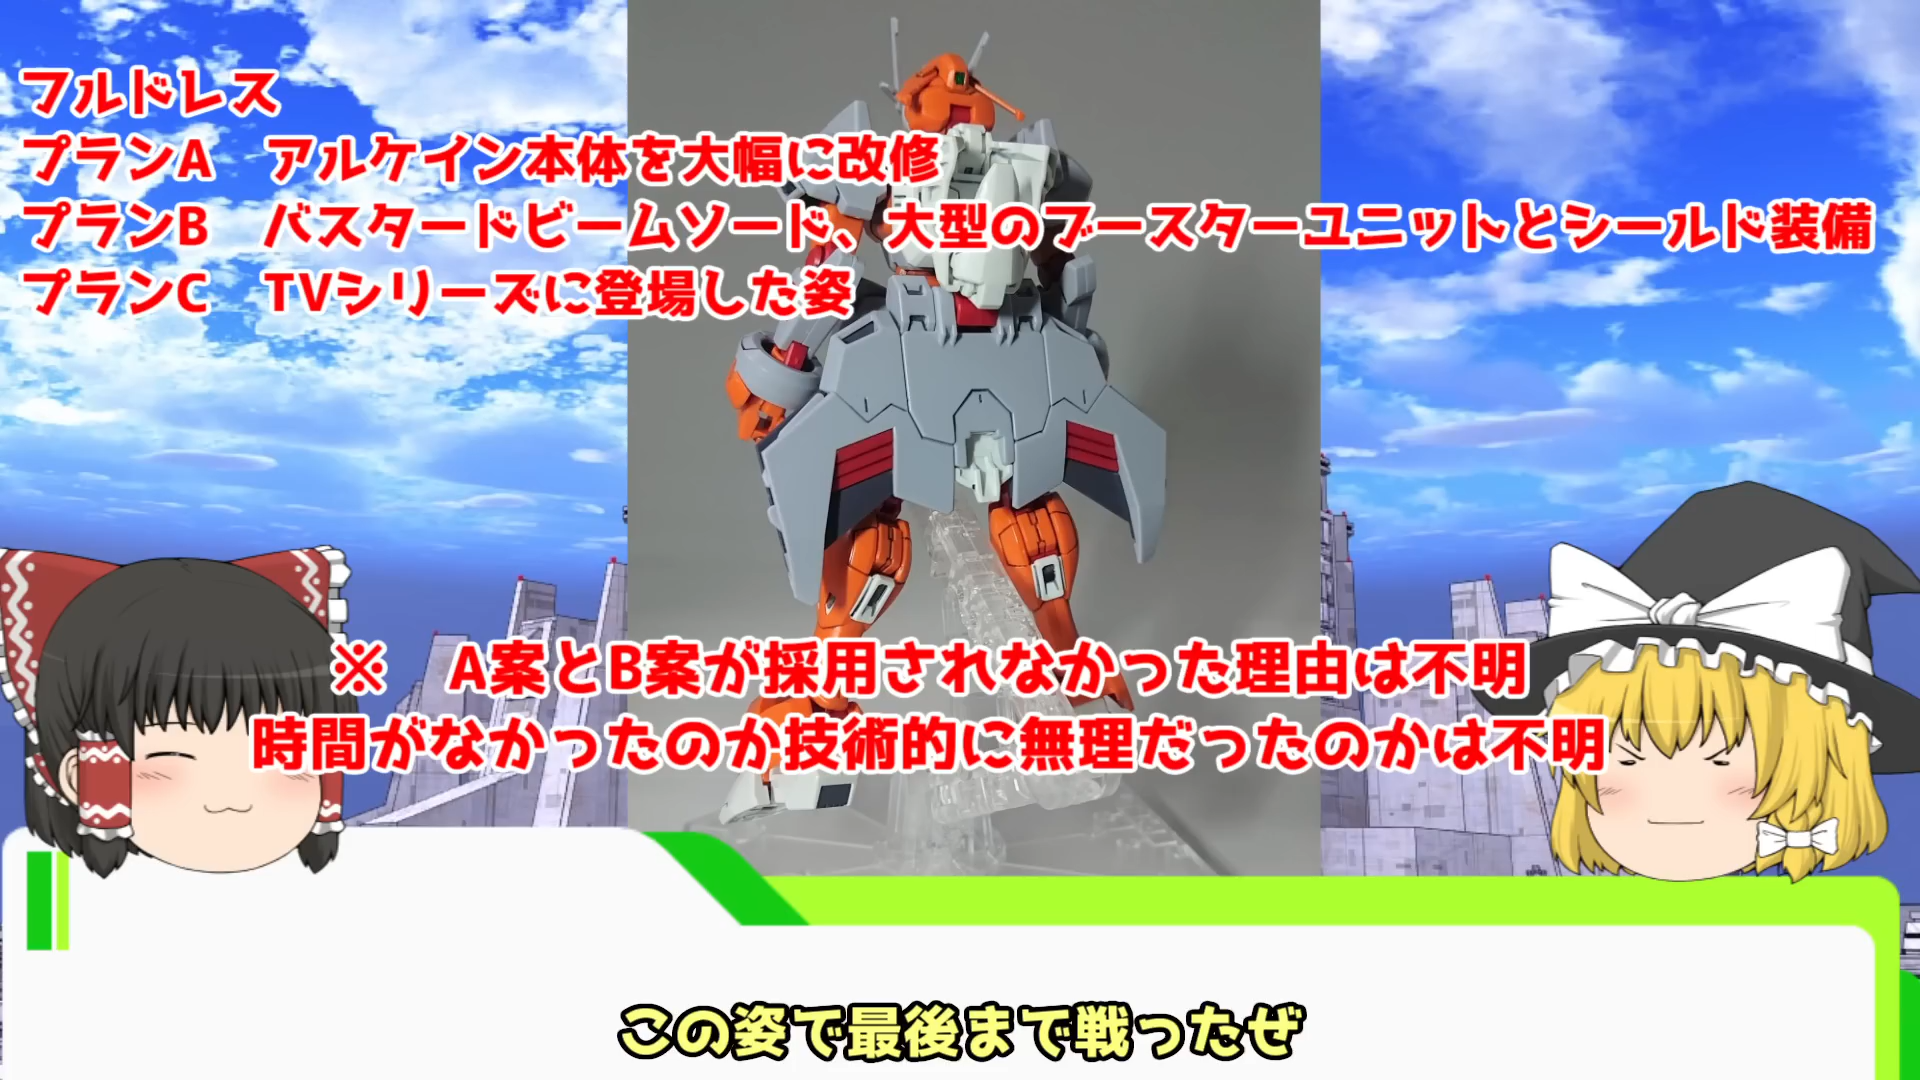 フルドレス
プランA　アルケイン本体を大幅に改修
プランB　バスタードビームソード、大型のブースターユニットとシールド装備
プランC　TVシリーズに登場した姿
※　A案とB案が採用されなかった理由は不明
時間がなかったのか技術的に無理だったのかは不明
この姿で最後まで戦ったぜ